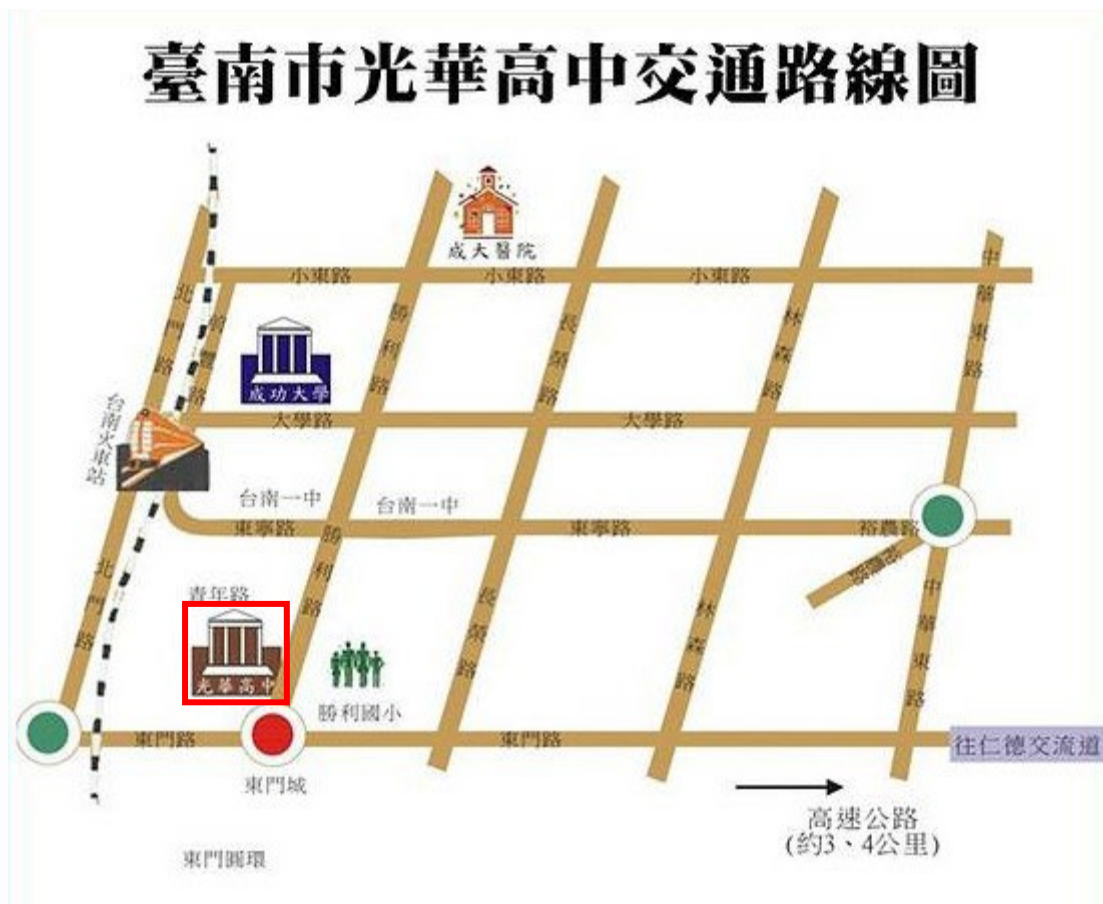 臺南市光華高中交通路線圖
成大醫院
小東路
小東路
小東路
中華東路
北門路
前鋒路
勝利路
長榮路
林森路
成功大學
台南火車站
大學路
大學路
台南一中
台南一中
東寧路
東寧路
裕農路
勝利路
北門路
青年路
長榮路
林森路
中華東路
光華高中
勝利國小
東門路
東門路
往仁德交流道
東門城
高速公路
(約3、4公里)
東門圓環